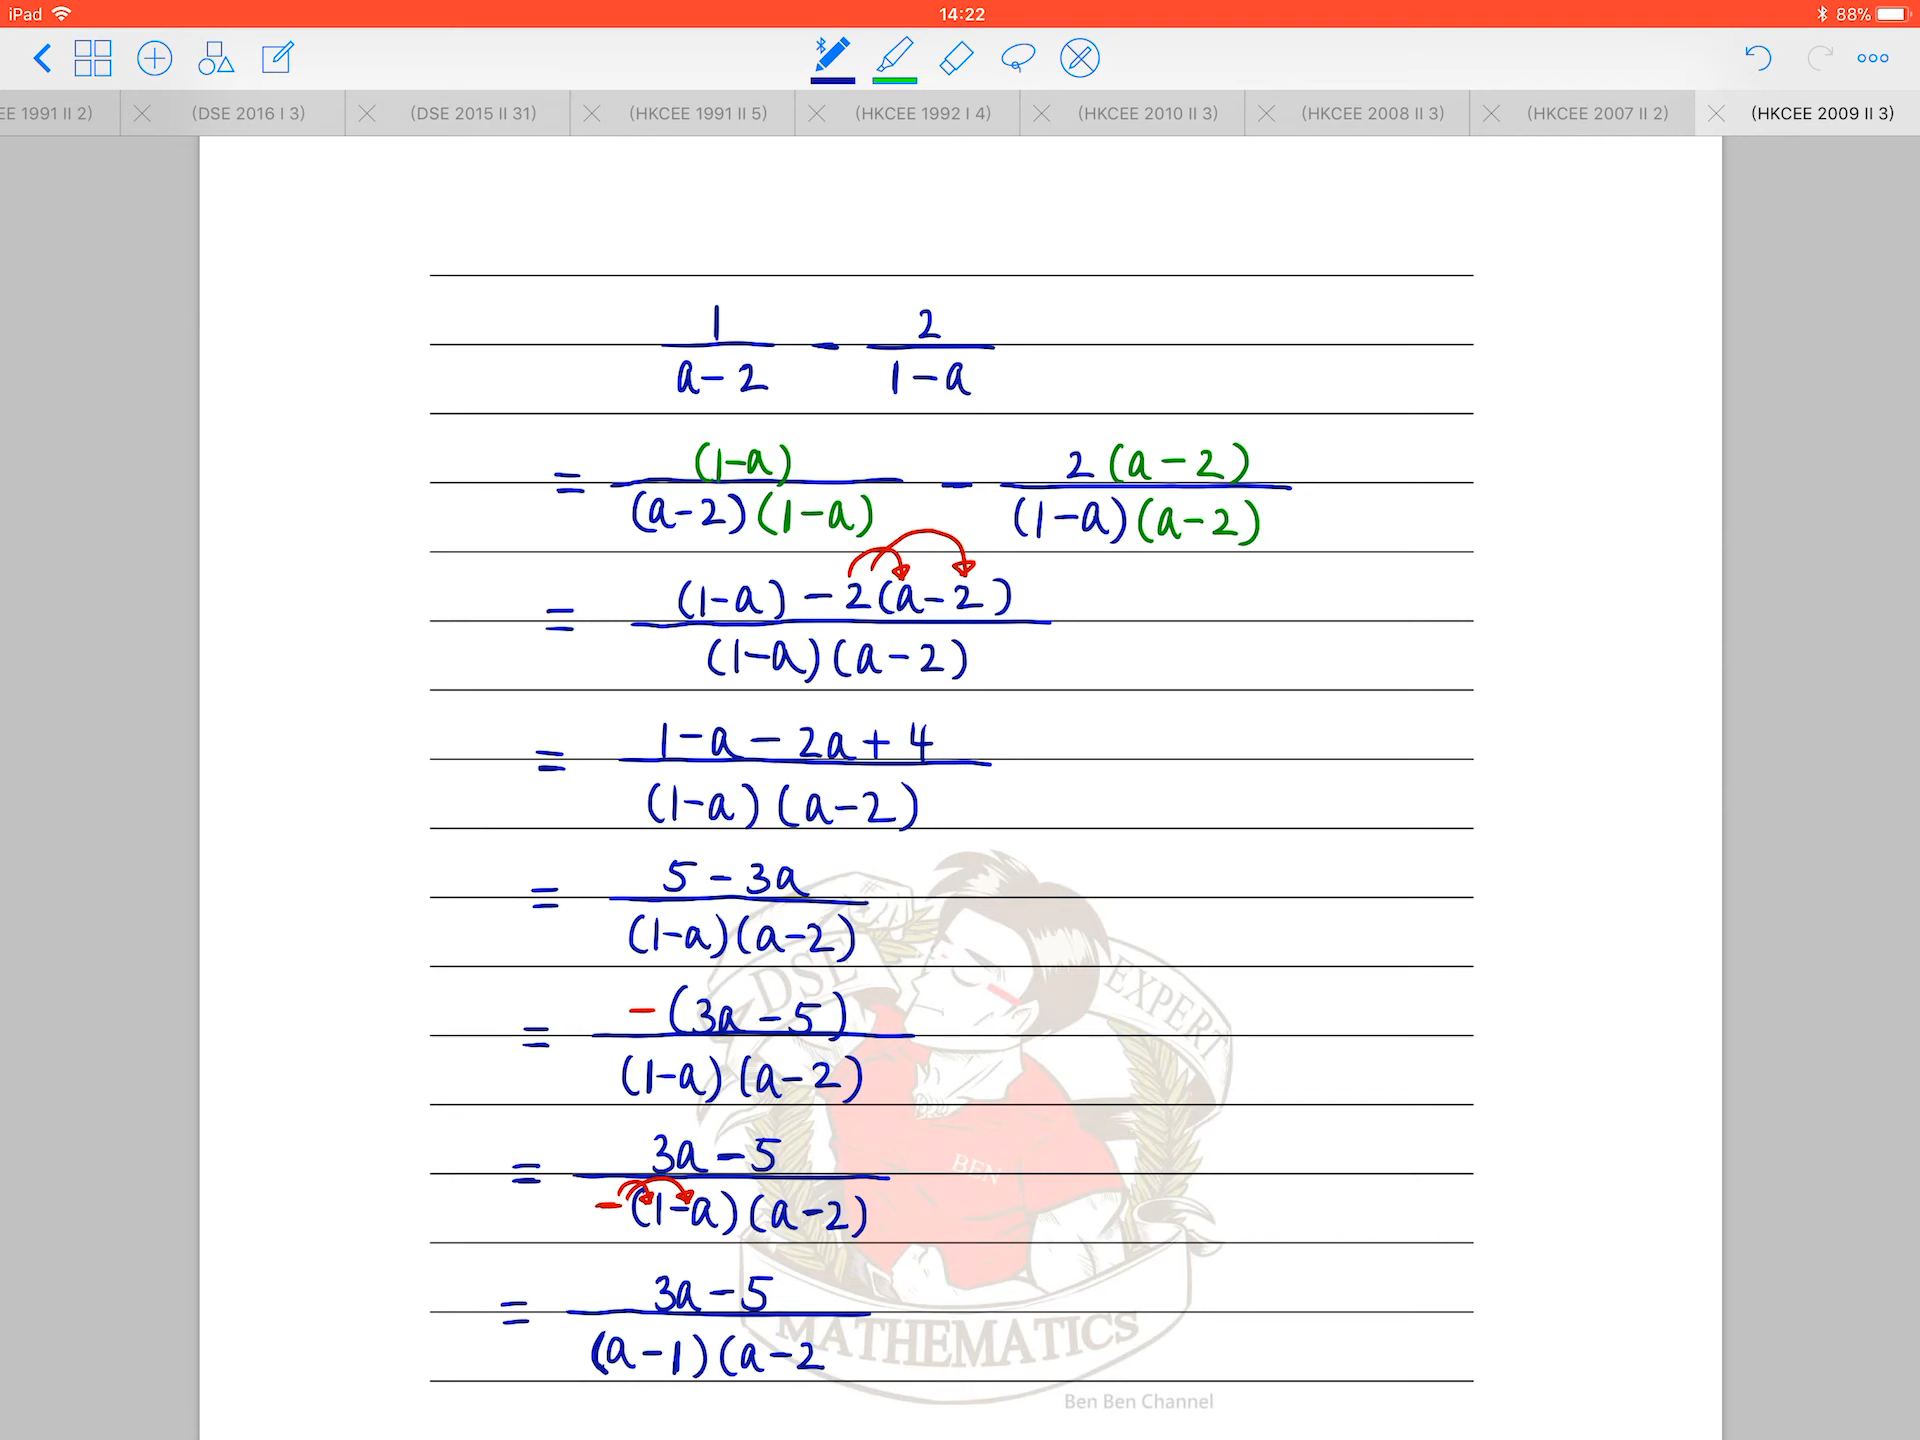 iPad 14:22 88%
EE 1991 II 2) (DSE 2016 I 3) (DSE 2015 II 31) (HKCEE 1991 II 5) (HKCEE 1992 I 4) (HKCEE 2010 II 3) (HKCEE 2008 II 3) (HKCEE 2007 II 2) (HKCEE 2009 II 3)
1 2
— - —
a-2 1-a
(1-a) 2(a-2)
= — - —
(a-2)(1-a) (1-a)(a-2)
(1-a)-2(a-2)
= —
(1-a)(a-2)
1-a-2a+4
= —
(1-a)(a-2)
5-3a
= —
(1-a)(a-2)
DSE EXPERT
-(3a-5)
= —
(1-a)(a-2)
3a-5
= —
-(1-a)(a-2)
BEN
3a-5
= —
(a-1)(a-2
MATHEMATICS
Ben Ben Channel